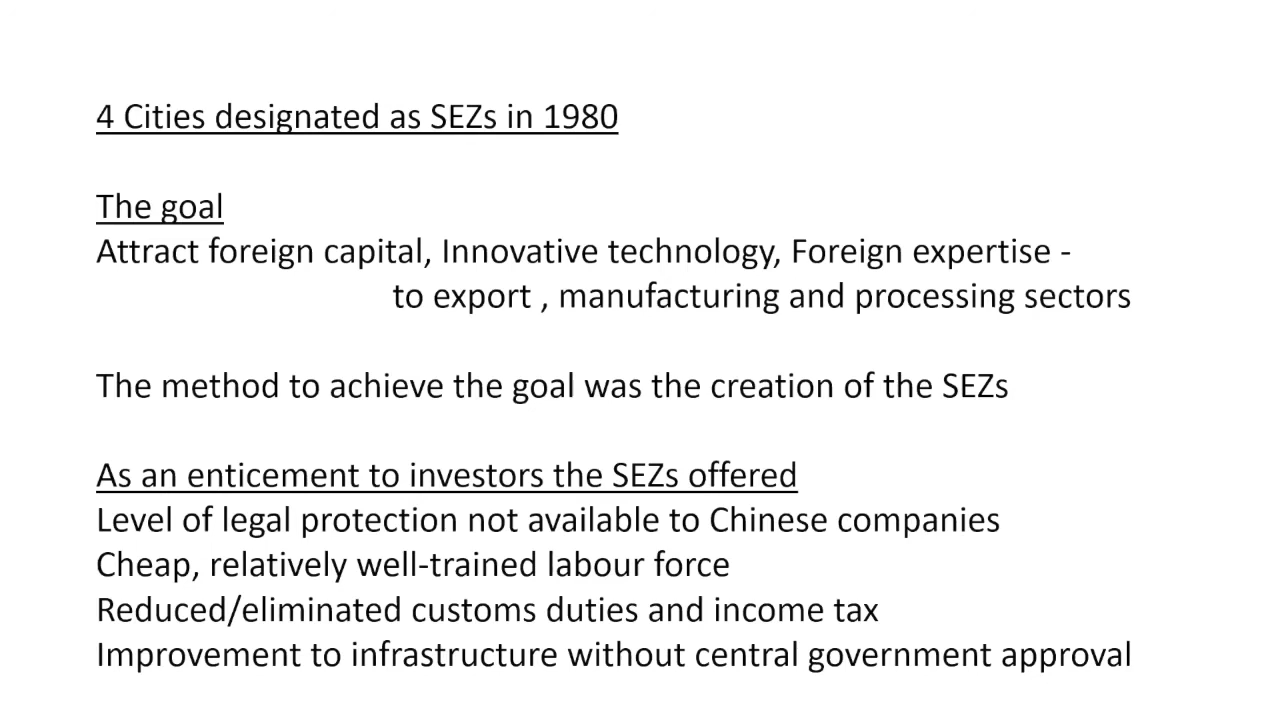 4 Cities designated as SEZs in 1980
The goal
Attract foreign capital, Innovative technology, Foreign expertise -
to export , manufacturing and processing sectors
The method to achieve the goal was the creation of the SEZs
As an enticement to investors the SEZs offered
Level of legal protection not available to Chinese companies
Cheap, relatively well-trained labour force
Reduced/eliminated customs duties and income tax
Improvement to infrastructure without central government approval